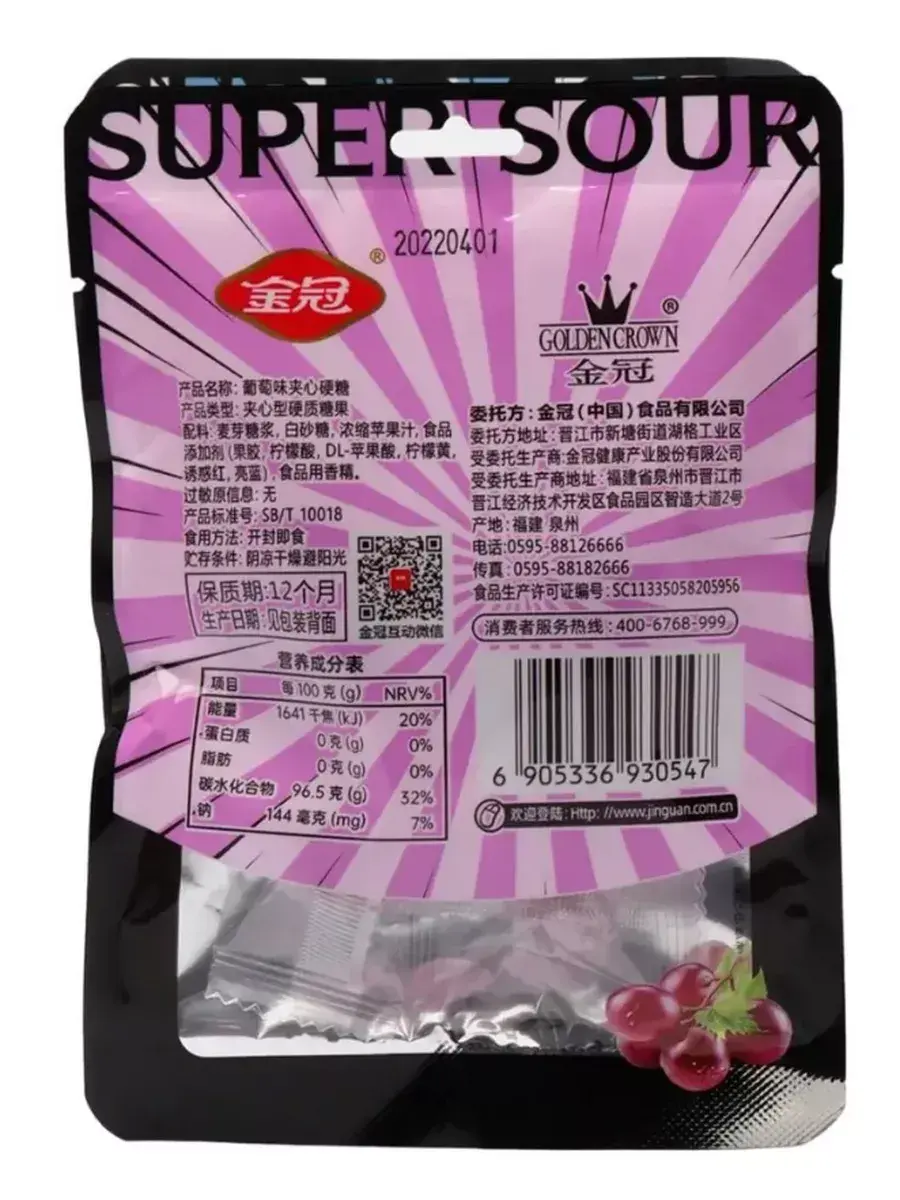 SUPER SOUR
20220401
金冠
®
GOLDEN CROWN
®
金冠
产品名称: 葡萄味夹心硬糖
产品类型: 夹心型硬质糖果
配料: 麦芽糖浆, 白砂糖, 浓缩苹果汁, 食品
添加剂 (果胶, 柠檬酸, DL-苹果酸, 柠檬黄,
诱惑红, 亮蓝), 食品用香精。
过敏原信息: 无
产品标准号: SB/T 10018
食用方法: 开封即食
贮存条件: 阴凉干燥避阳光
保质期:12个月
生产日期: 见包装背面
金冠互动微信
委托方: 金冠 (中国) 食品有限公司
委托方地址: 晋江市新塘街道湖格工业区
受委托生产商:金冠健康产业股份有限公司
受委托生产商地址: 福建省泉州市晋江市
晋江经济技术开发区食品园区智造大道2号
产地: 福建 泉州
电话:0595-88126666
传真: 0595-88182666
食品生产许可证编号: SC11335058205956
消费者服务热线: 400-6768-999
营养成分表
项目 每100克(g) NRV%
能量 1641千焦(kJ) 20%
蛋白质 0克(g) 0%
脂肪 0克(g) 0%
碳水化合物 96.5克(g) 32%
钠 144毫克(mg) 7%
6 905336 930547
欢迎登陆: Http: //www.jinguan.com.cn